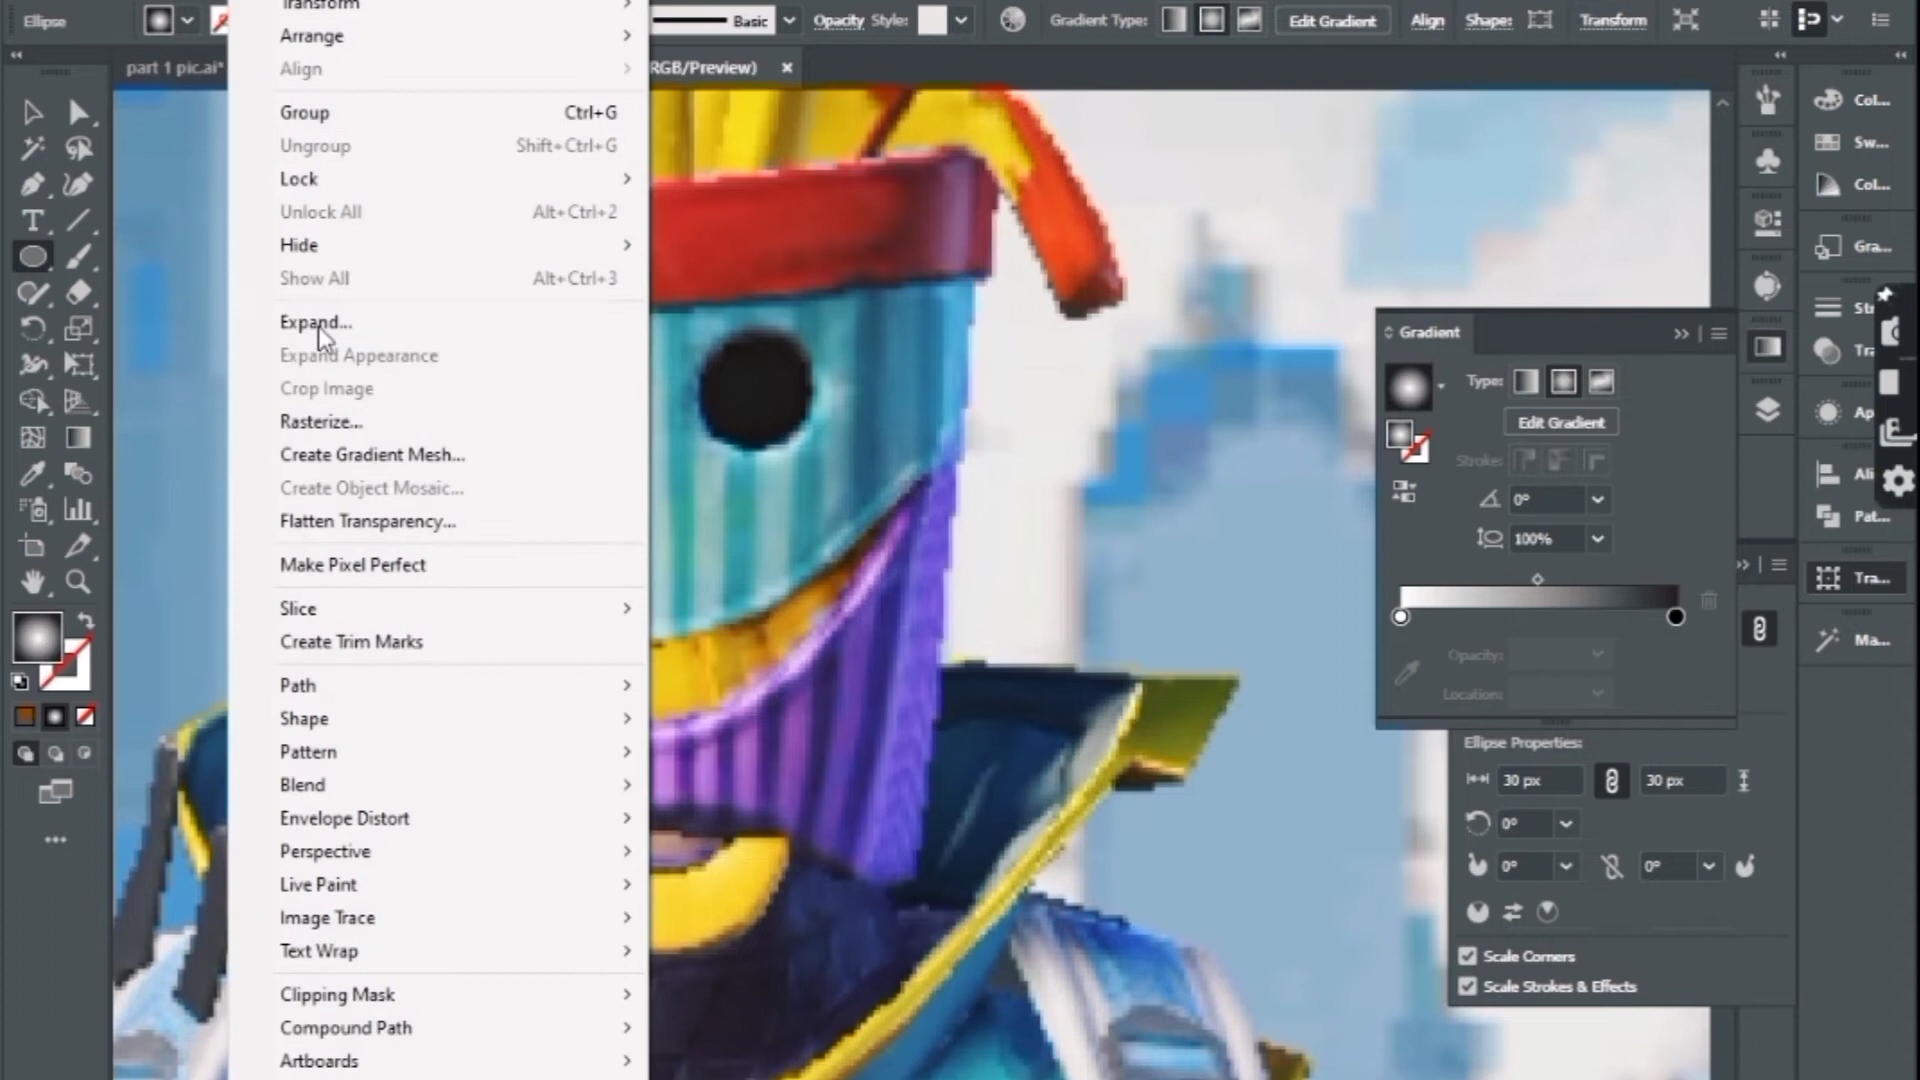 Ellipse
Basic
Opacity Style:
Gradient Type:
Edit Gradient
Align
Shape:
Transform
part 1 pic.ai*
RGB/Preview)
Transform
Arrange
Align
Group Ctrl+G
Ungroup Shift+Ctrl+G
Lock
Unlock All Alt+Ctrl+2
Hide
Show All Alt+Ctrl+3
Expand...
Expand Appearance
Crop Image
Rasterize...
Create Gradient Mesh...
Create Object Mosaic...
Flatten Transparency...
Make Pixel Perfect
Slice
Create Trim Marks
Path
Shape
Pattern
Blend
Envelope Distort
Perspective
Live Paint
Image Trace
Text Wrap
Clipping Mask
Compound Path
Artboards
Gradient
Type:
Edit Gradient
Stroke:
0°
100%
Opacity:
Location:
Ellipse Properties:
30 px 30 px
0°
0° 0°
Scale Corners
Scale Strokes & Effects
Col...
Sw...
Col...
Gra...
Str
Tra
Ap
Ali
Pat...
Tra...
Ma...